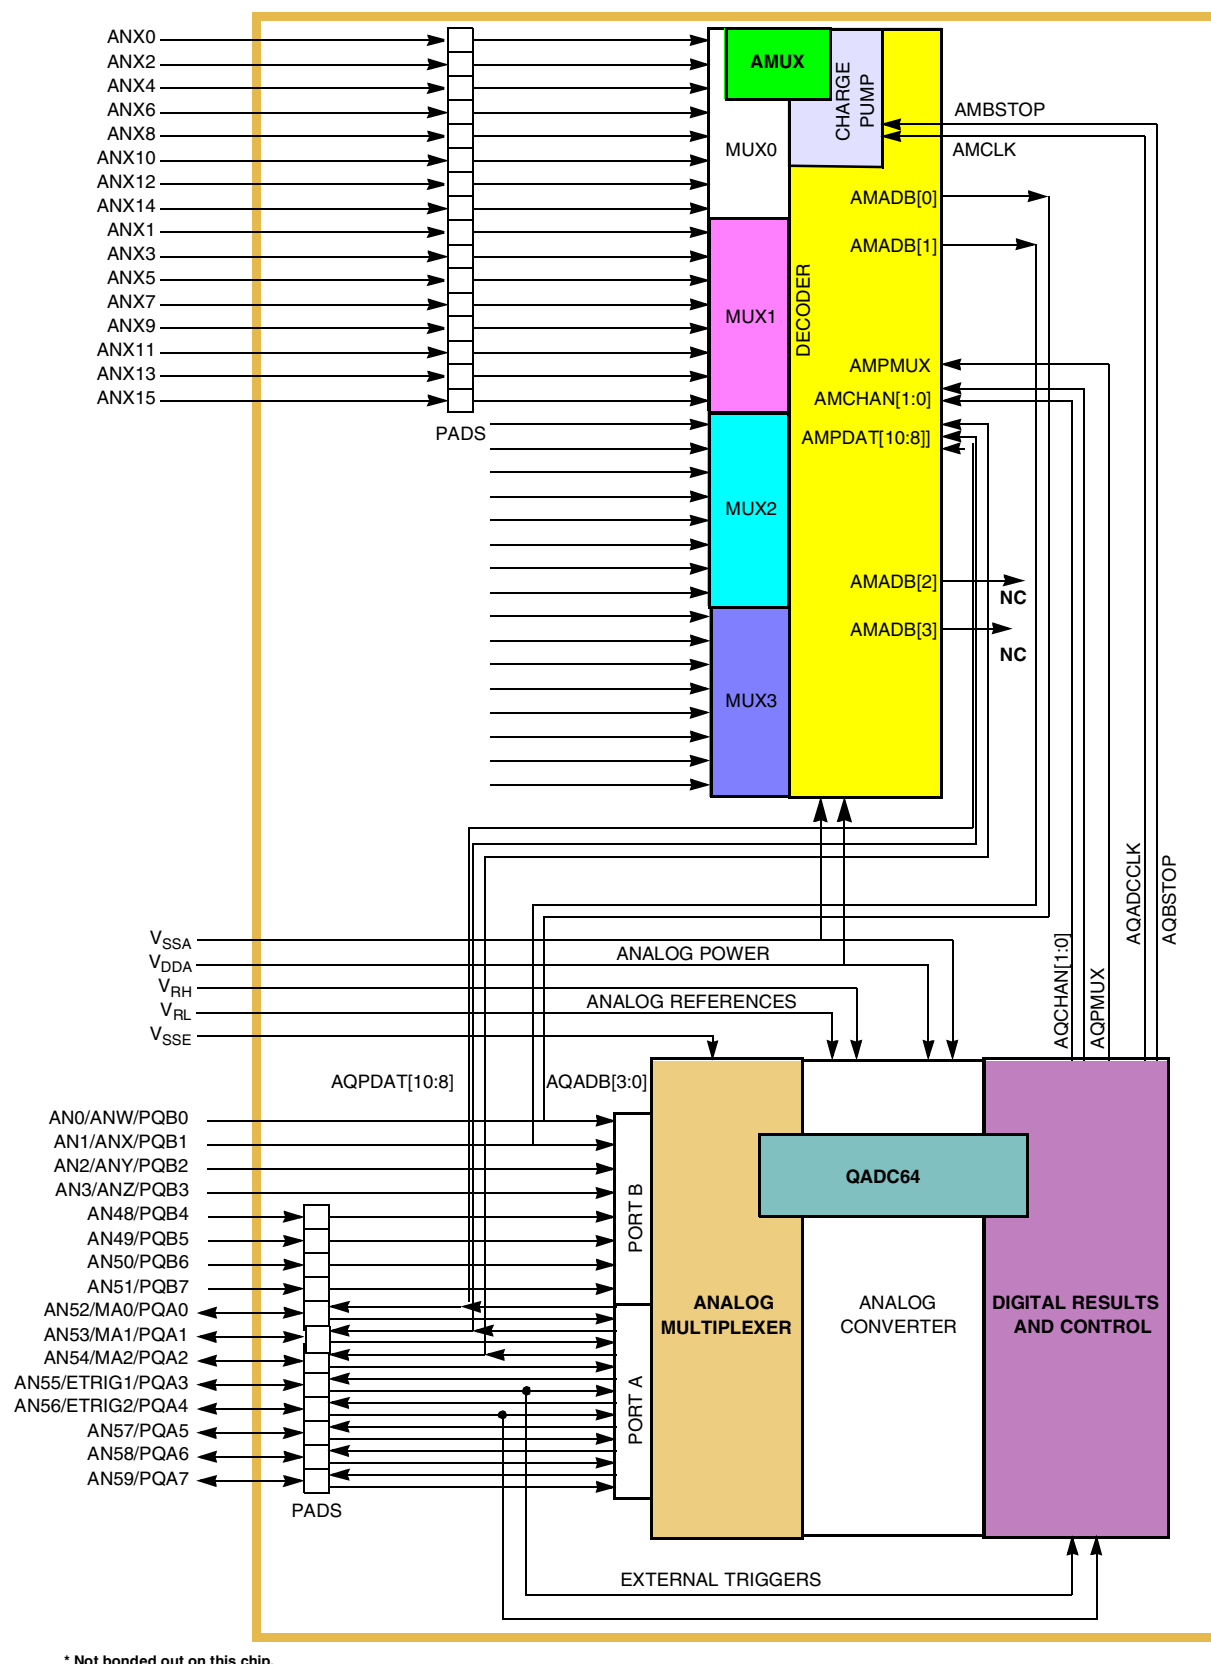 ANX0
ANX2
ANX4
ANX6
ANX8
ANX10
ANX12
ANX14
ANX1
ANX3
ANX5
ANX7
ANX9
ANX11
ANX13
ANX15
PADS
AMUX
CHARGE
PUMP
MUX0
MUX1
MUX2
MUX3
DECODER
AMBSTOP
AMCLK
AMADB[0]
AMADB[1]
AMPMUX
AMCHAN[1:0]
AMPDAT[10:8]]
AMADB[2]
NC
AMADB[3]
NC
AQADCCLK
AQBSTOP
AQCHAN[1:0]
AQPMUX
VSSA
VDDA
VRH
VRL
VSSE
ANALOG POWER
ANALOG REFERENCES
AQPDAT[10:8]
AQADB[3:0]
AN0/ANW/PQB0
AN1/ANX/PQB1
AN2/ANY/PQB2
AN3/ANZ/PQB3
AN48/PQB4
AN49/PQB5
AN50/PQB6
AN51/PQB7
AN52/MA0/PQA0
AN53/MA1/PQA1
AN54/MA2/PQA2
AN55/ETRIG1/PQA3
AN56/ETRIG2/PQA4
AN57/PQA5
AN58/PQA6
AN59/PQA7
PADS
PORT B
PORT A
QADC64
ANALOG
MULTIPLEXER
ANALOG
CONVERTER
DIGITAL RESULTS
AND CONTROL
EXTERNAL TRIGGERS
* Not bonded out on this chip.